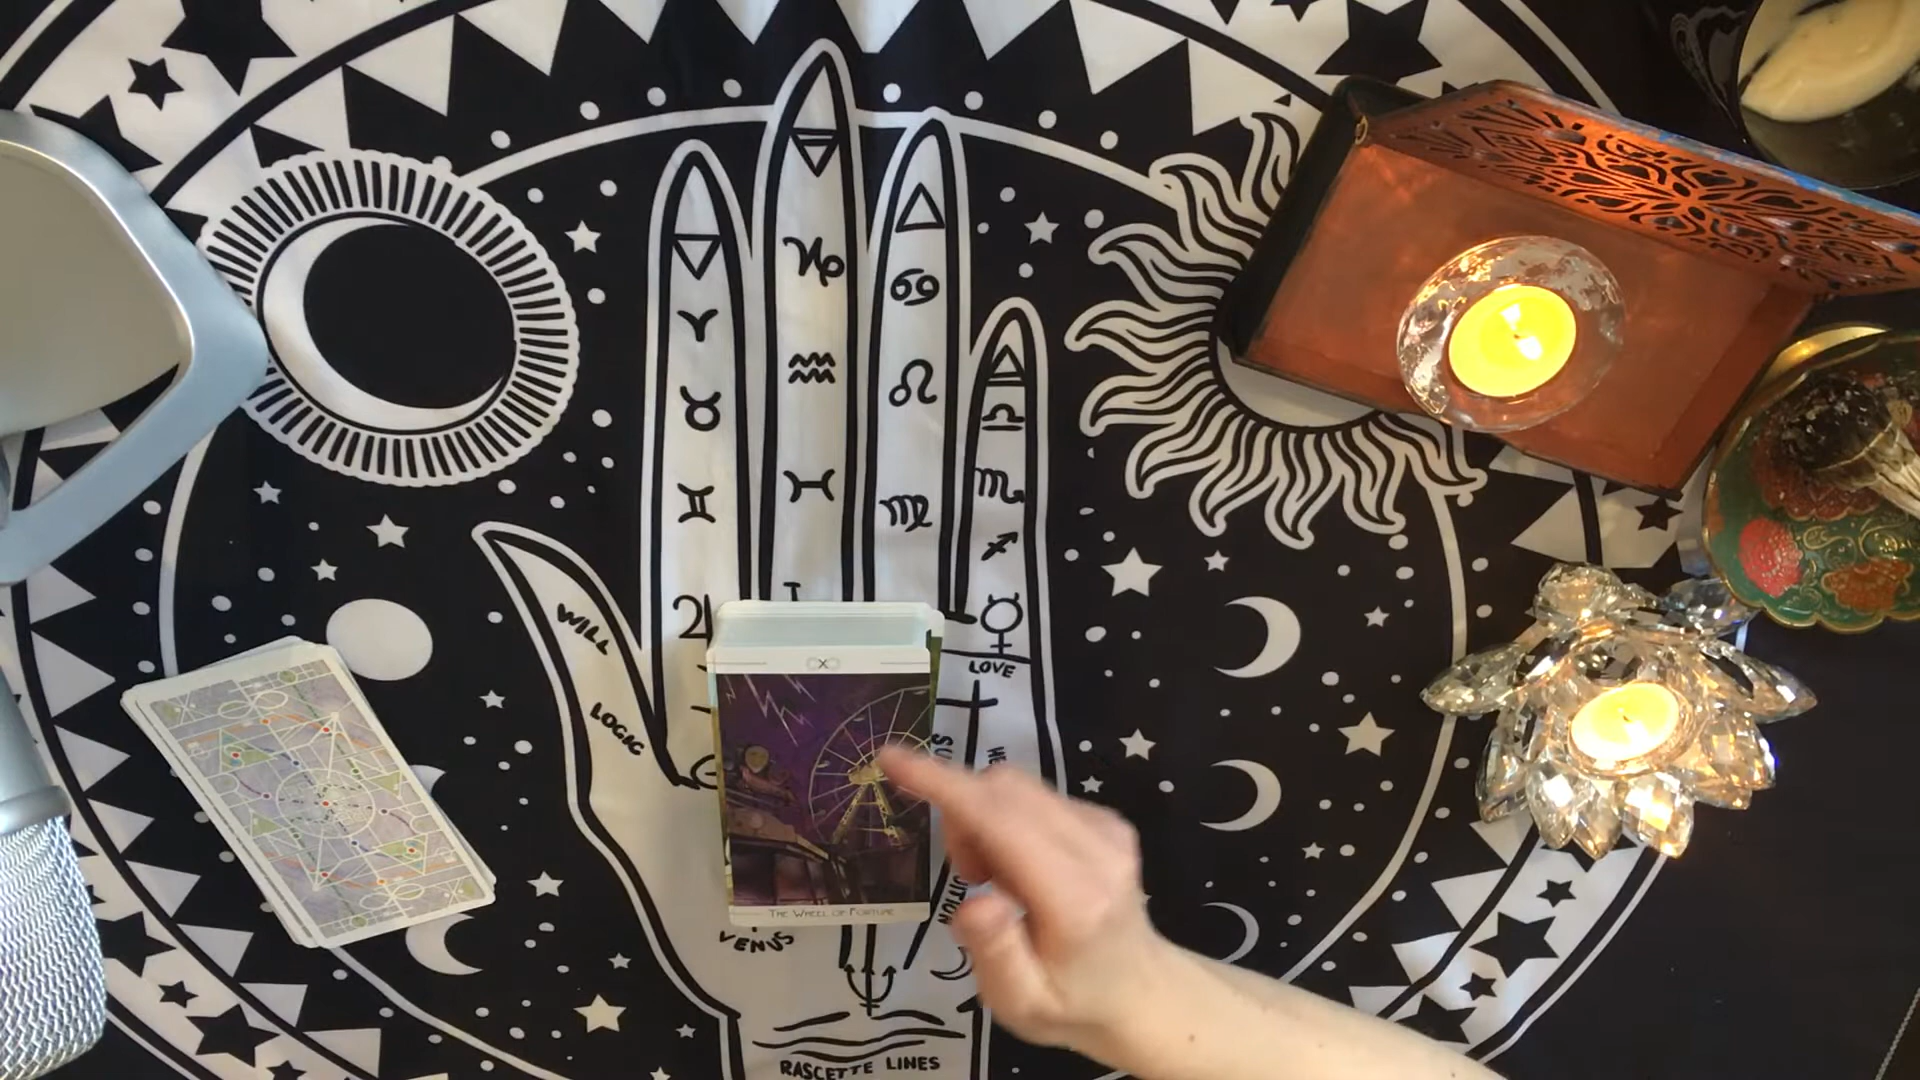 WILL
LOGIC
LOVE
X
THE WHEEL OF FORTUNE
VENUS
RASCETTE LINES